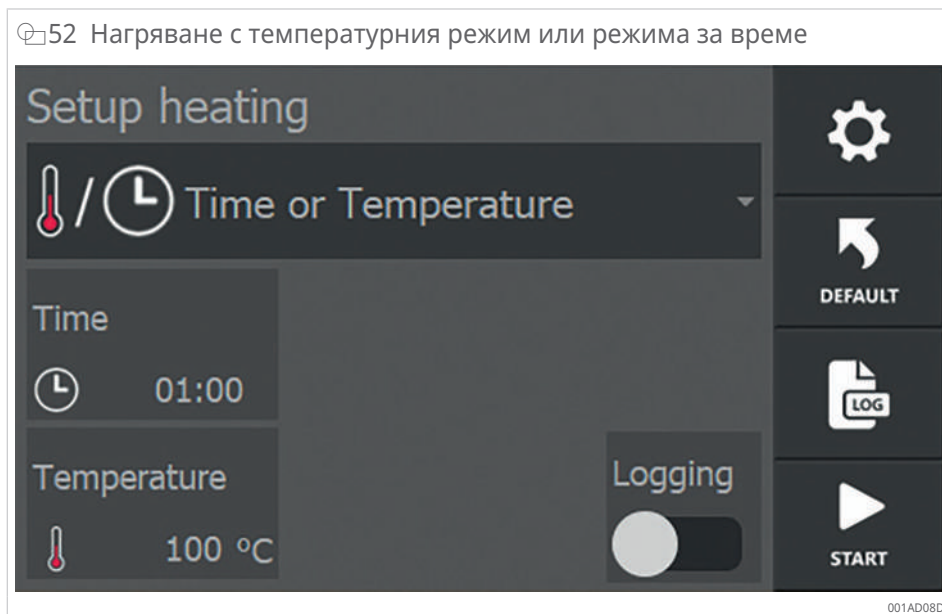 52 Нагряване с температурния режим или режима за време
Setup heating
/ Time or Temperature
DEFAULT
Time
01:00
LOG
Temperature
100 °C
Logging
START
001AD08D